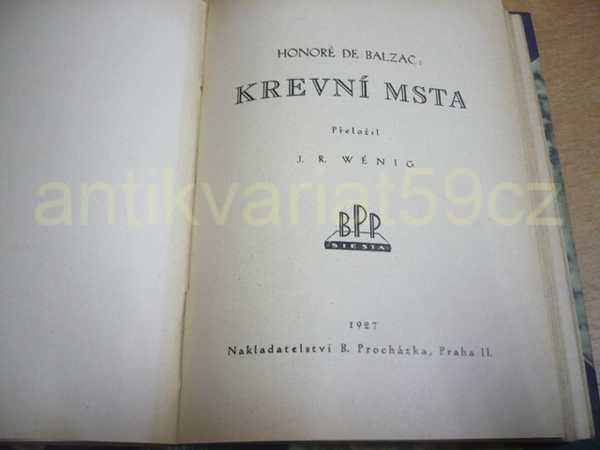 HONORÉ DE BALZAC:
KREVNÍ MSTA
Přeložil
J. R. WÉNIG
antikvariat59cz
BPP
SIESTA
1927
Nakladatelství B. Procházka, Praha II.